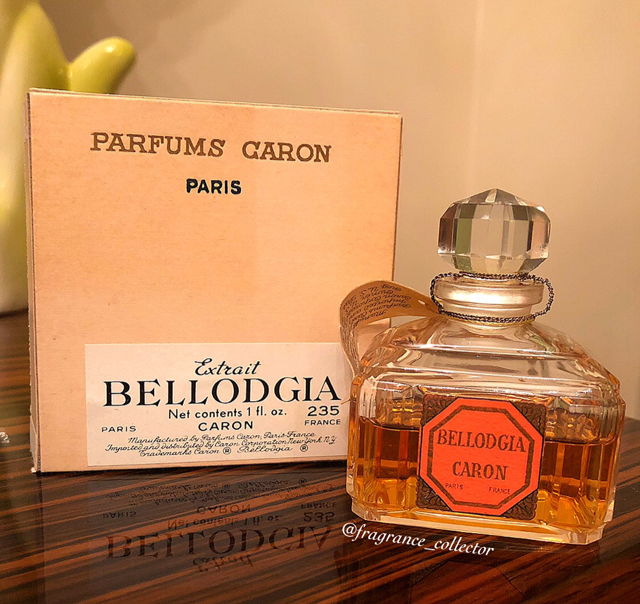 PARFUMS CARON
PARIS
Extrait
BELLODGIA
Net contents 1 fl. oz. 235
PARIS CARON FRANCE
Manufactured by Parfums Caron, Paris, France.
Imported and distributed by Caron Corporation, New York, N.Y.
Trademarks Caron ® Bellodgia ®
BELLODGIA
CARON
PARIS FRANCE
@fragrance_collector